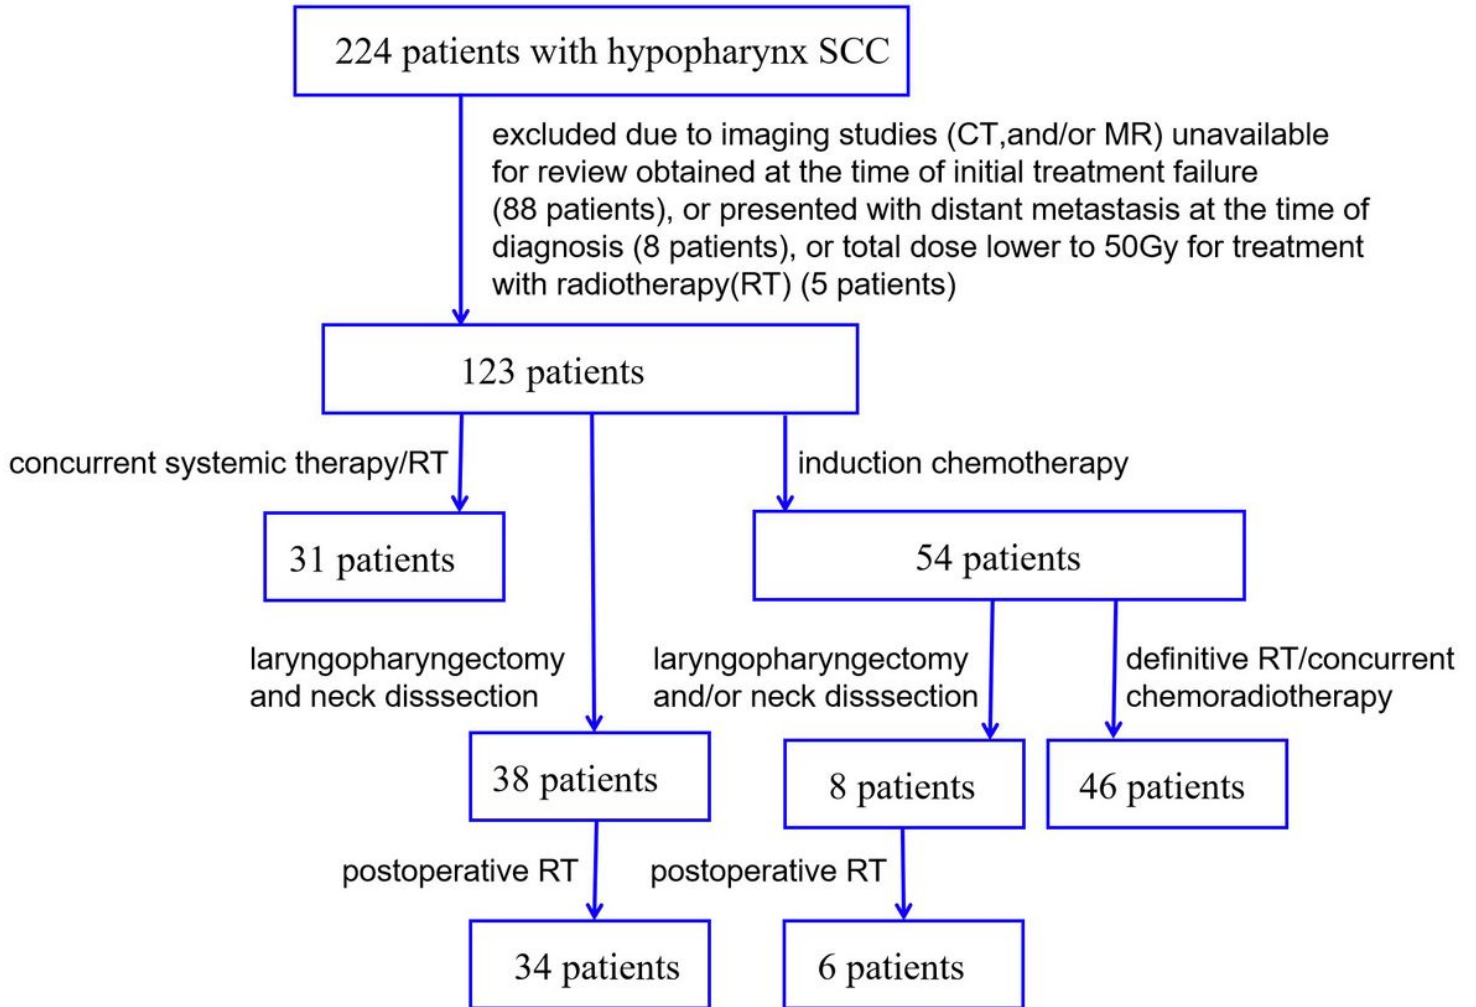 224 patients with hypopharynx SCC
excluded due to imaging studies (CT,and/or MR) unavailable
for review obtained at the time of initial treatment failure
(88 patients), or presented with distant metastasis at the time of
diagnosis (8 patients), or total dose lower to 50Gy for treatment
with radiotherapy(RT) (5 patients)
123 patients
concurrent systemic therapy/RT
induction chemotherapy
31 patients
54 patients
laryngopharyngectomy
and neck disssection
laryngopharyngectomy
and/or neck disssection
definitive RT/concurrent
chemoradiotherapy
38 patients
8 patients
46 patients
postoperative RT
postoperative RT
34 patients
6 patients